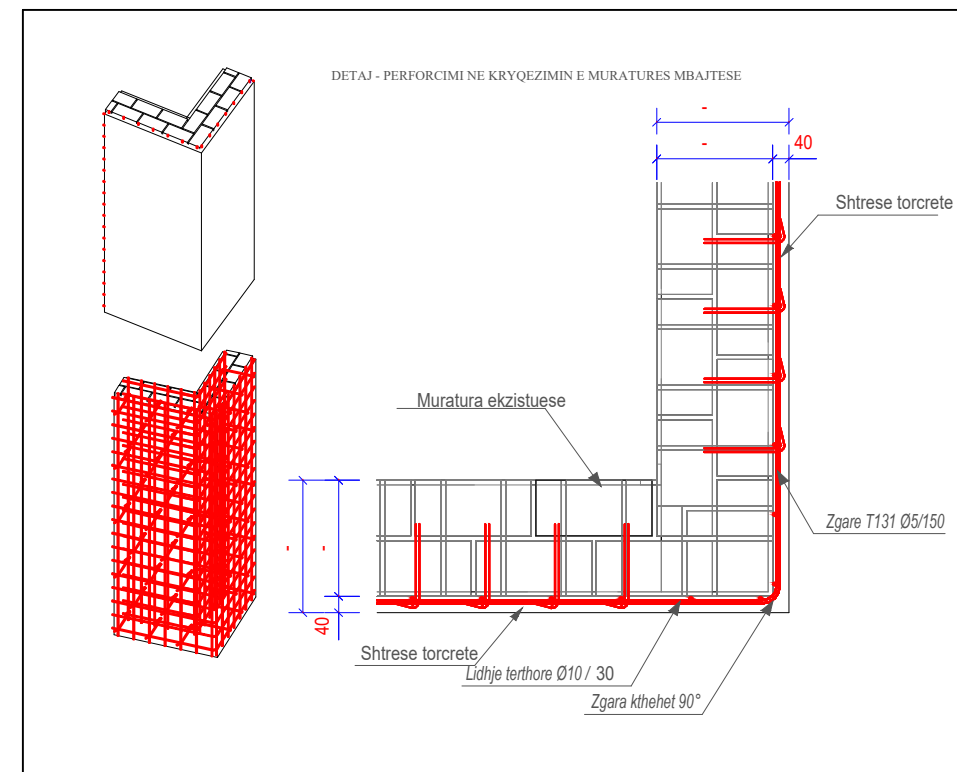 DETAJ - PERFORCIMI NE KRYQEZIMIN E MURATURES MBAJTESE
-
- 40
Shtrese torcrete
Muratura ekzistuese
Zgare T131 Ø5/150
- -
40
Shtrese torcrete
Lidhje terthore Ø10 / 30
Zgara kthehet 90°